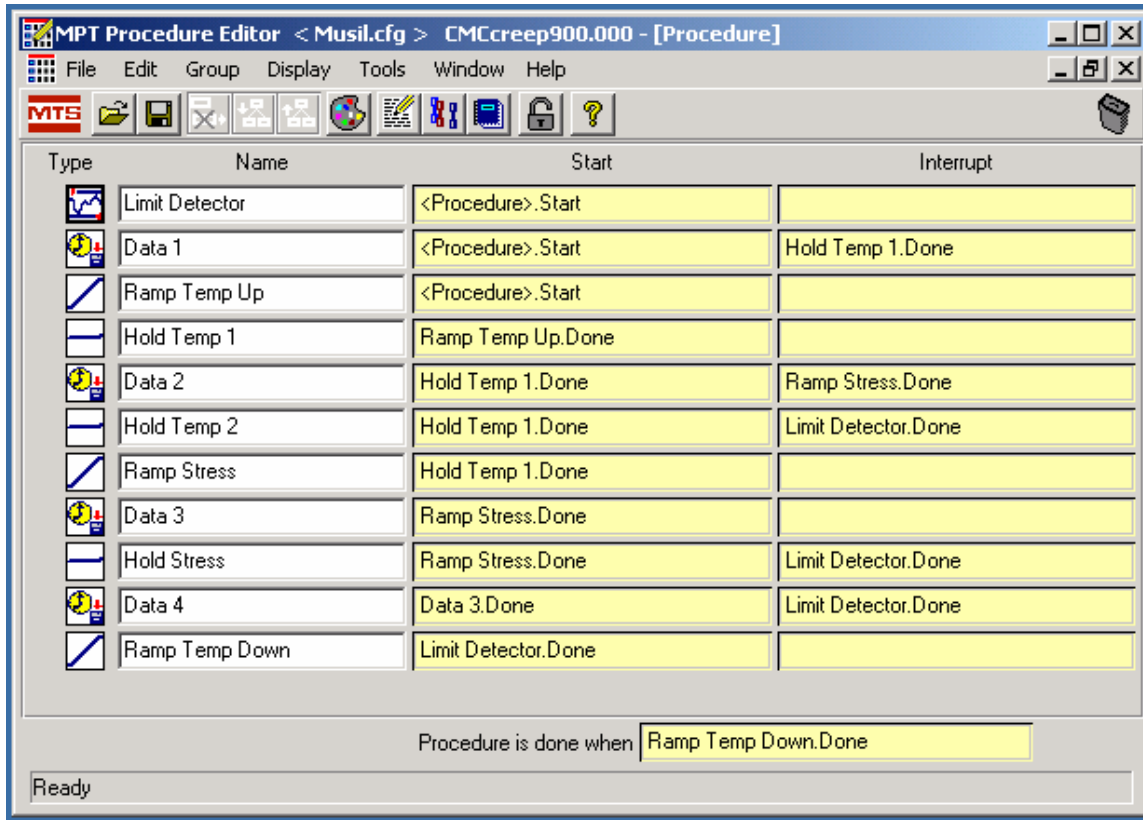 MPT Procedure Editor < Musil.cfg > CMCcreep900.000 - [Procedure]
File Edit Group Display Tools Window Help
MTS
Type Name Start Interrupt
Limit Detector <Procedure>.Start
Data 1 <Procedure>.Start Hold Temp 1.Done
Ramp Temp Up <Procedure>.Start
Hold Temp 1 Ramp Temp Up.Done
Data 2 Hold Temp 1.Done Ramp Stress.Done
Hold Temp 2 Hold Temp 1.Done Limit Detector.Done
Ramp Stress Hold Temp 1.Done
Data 3 Ramp Stress.Done
Hold Stress Ramp Stress.Done Limit Detector.Done
Data 4 Data 3.Done Limit Detector.Done
Ramp Temp Down Limit Detector.Done
Procedure is done when Ramp Temp Down.Done
Ready